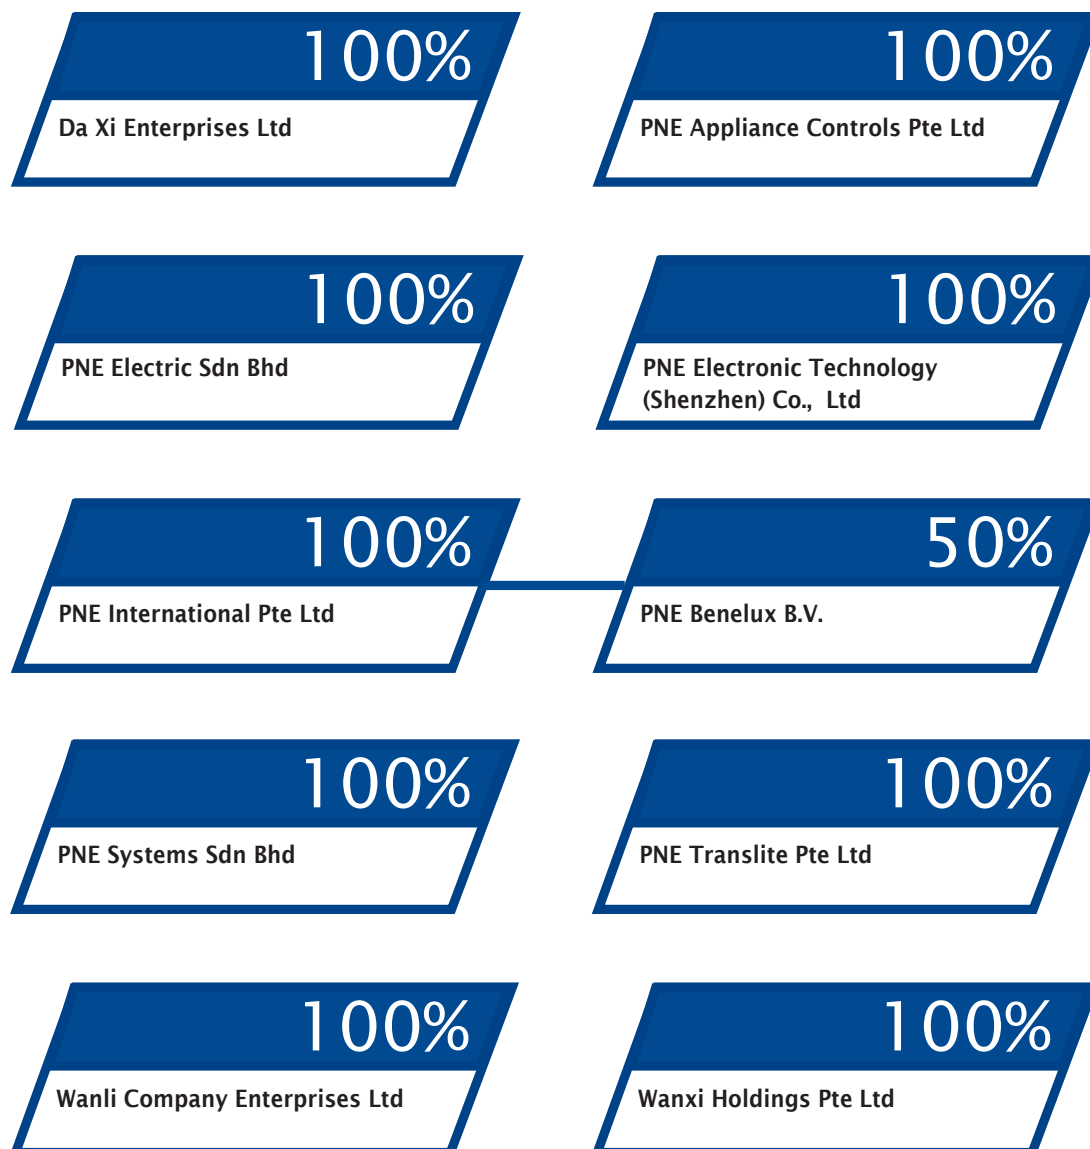 100%
Da Xi Enterprises Ltd
100%
PNE Appliance Controls Pte Ltd
100%
PNE Electric Sdn Bhd
100%
PNE Electronic Technology
(Shenzhen) Co.,  Ltd
100%
PNE International Pte Ltd
50%
PNE Benelux B.V.
100%
PNE Systems Sdn Bhd
100%
PNE Translite Pte Ltd
100%
Wanli Company Enterprises Ltd
100%
Wanxi Holdings Pte Ltd